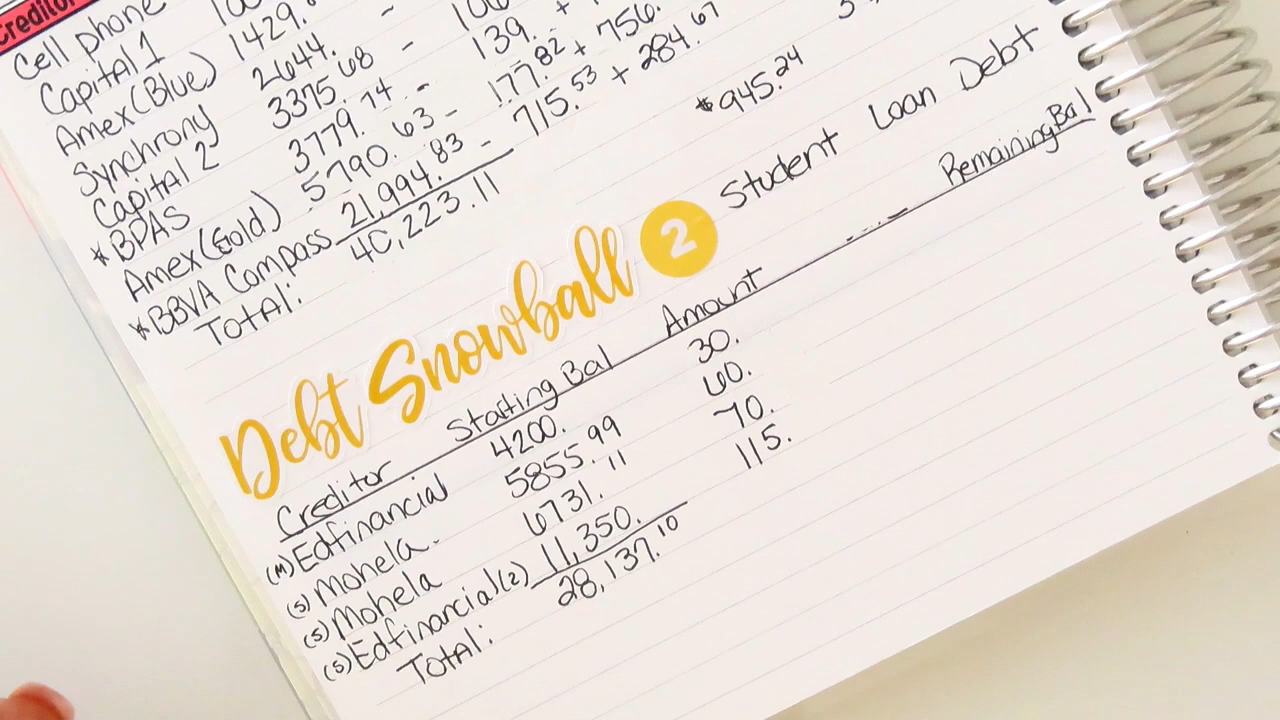 Creditor
Cell phone
Capital 1
Amex (Blue) 1429. -
Synchrony 2644.
Capital 2 3375.68 -
*BPAS 3779.74 - 139. +
Amex (Gold) 5790.63 - 177.82 + 756.
*BBVA Compass 21,994.83 - 715.53 + 284.67
Total: 40,223.11
$945.24
Debt Snowball 2 Student Loan Debt
Creditor Starting Bal Amount Remaining Bal
(M) Edfinancial 4200. 30.
(S) Mohela. 5855.99 60.
(S) Mohela 6731.11 70.
(S) Edfinancial (2) 11,350. 115.
Total: 28,137.10